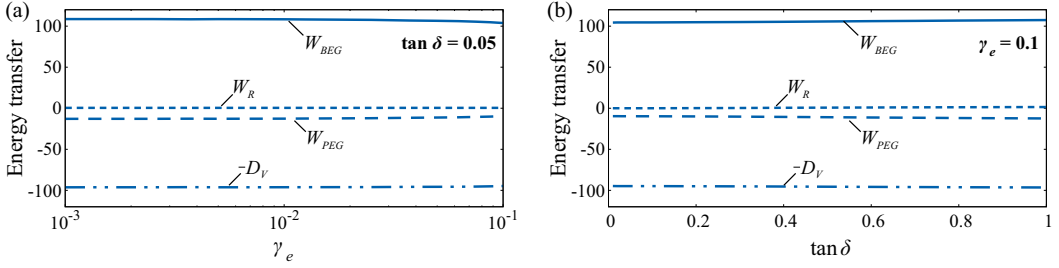 (a)
Energy transfer
100
50
0
-50
-100
W_BEG
tan δ = 0.05
W_R
W_PEG
-D_V
10^-3
10^-2
10^-1
γ_e
(b)
Energy transfer
100
50
0
-50
-100
W_BEG
γ_e = 0.1
W_R
W_PEG
-D_V
0
0.2
0.4
0.6
0.8
1
tan δ